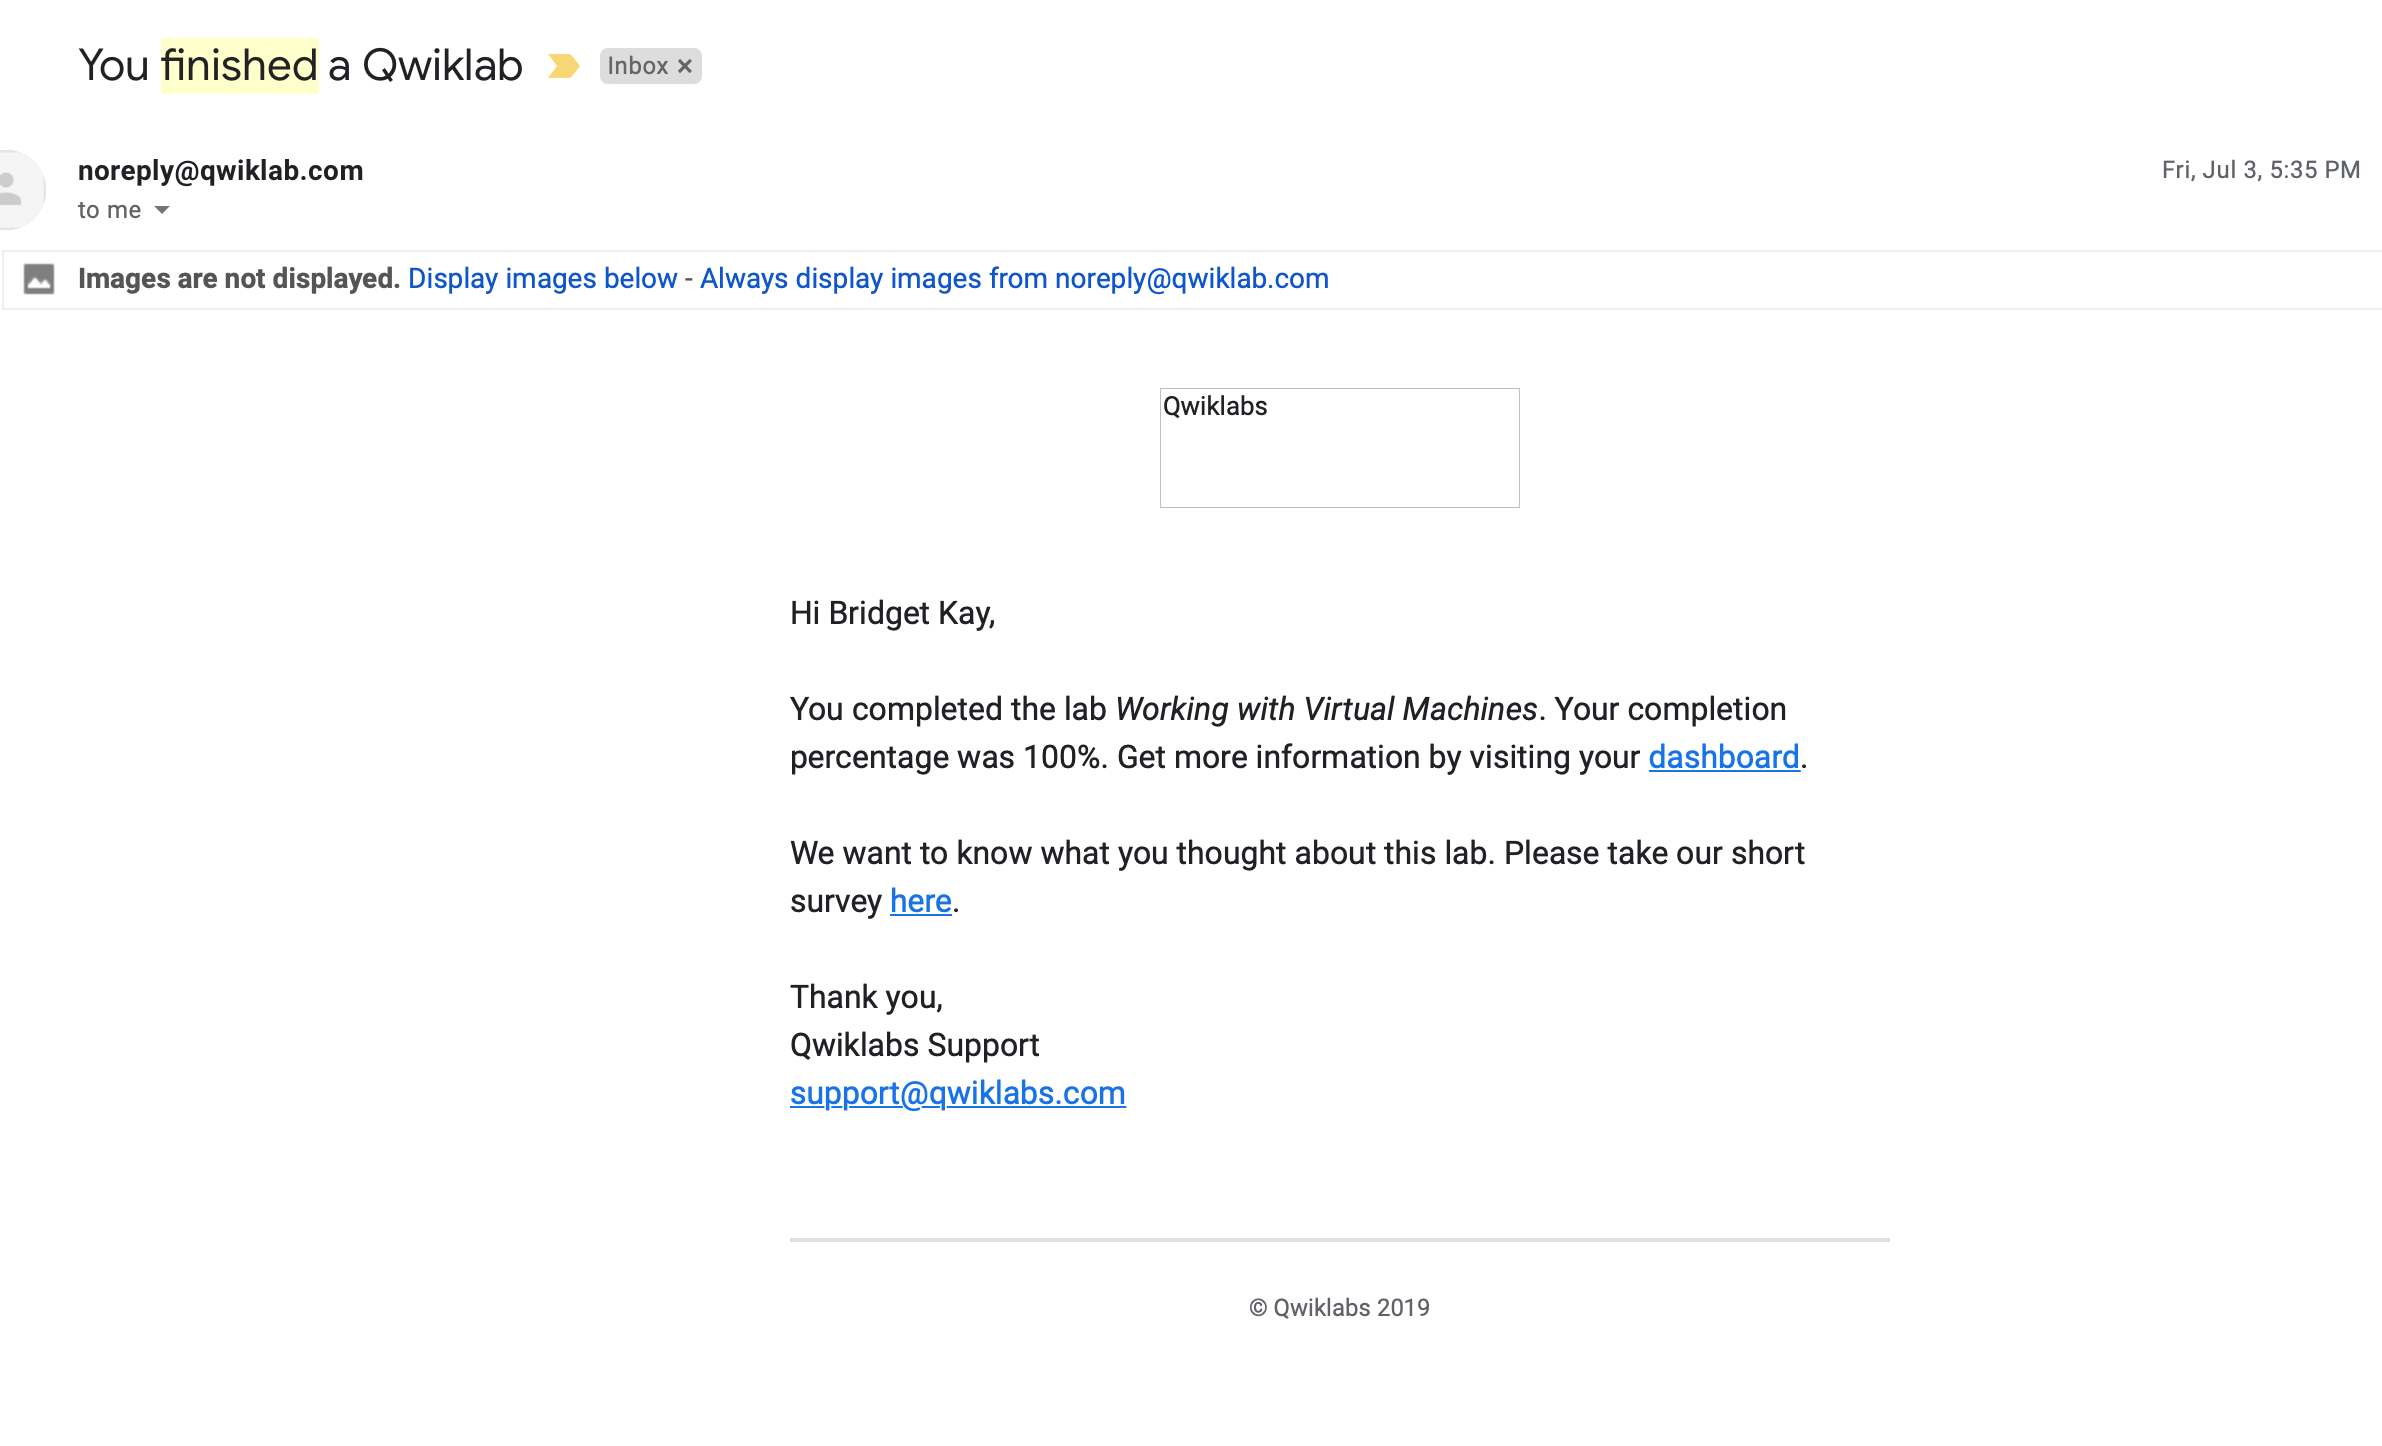 You finished a Qwiklab
Inbox ×
noreply@qwiklab.com
Fri, Jul 3, 5:35 PM
to me
Images are not displayed. Display images below - Always display images from noreply@qwiklab.com
Qwiklabs
Hi Bridget Kay,
You completed the lab Working with Virtual Machines. Your completion
percentage was 100%. Get more information by visiting your dashboard.
We want to know what you thought about this lab. Please take our short
survey here.
Thank you,
Qwiklabs Support
support@qwiklabs.com
© Qwiklabs 2019